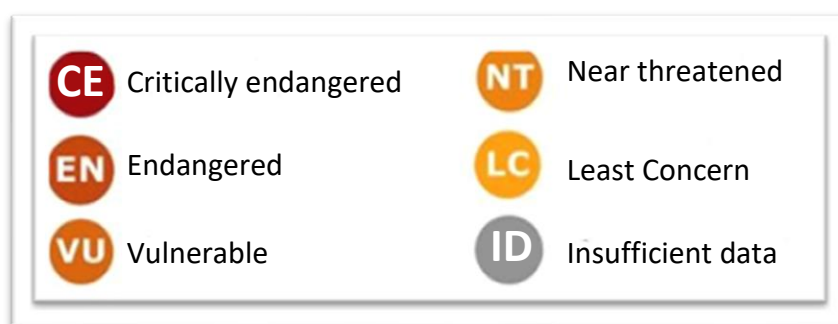 CE Critically endangered
EN Endangered
VU Vulnerable
NT Near threatened
LC Least Concern
ID Insufficient data